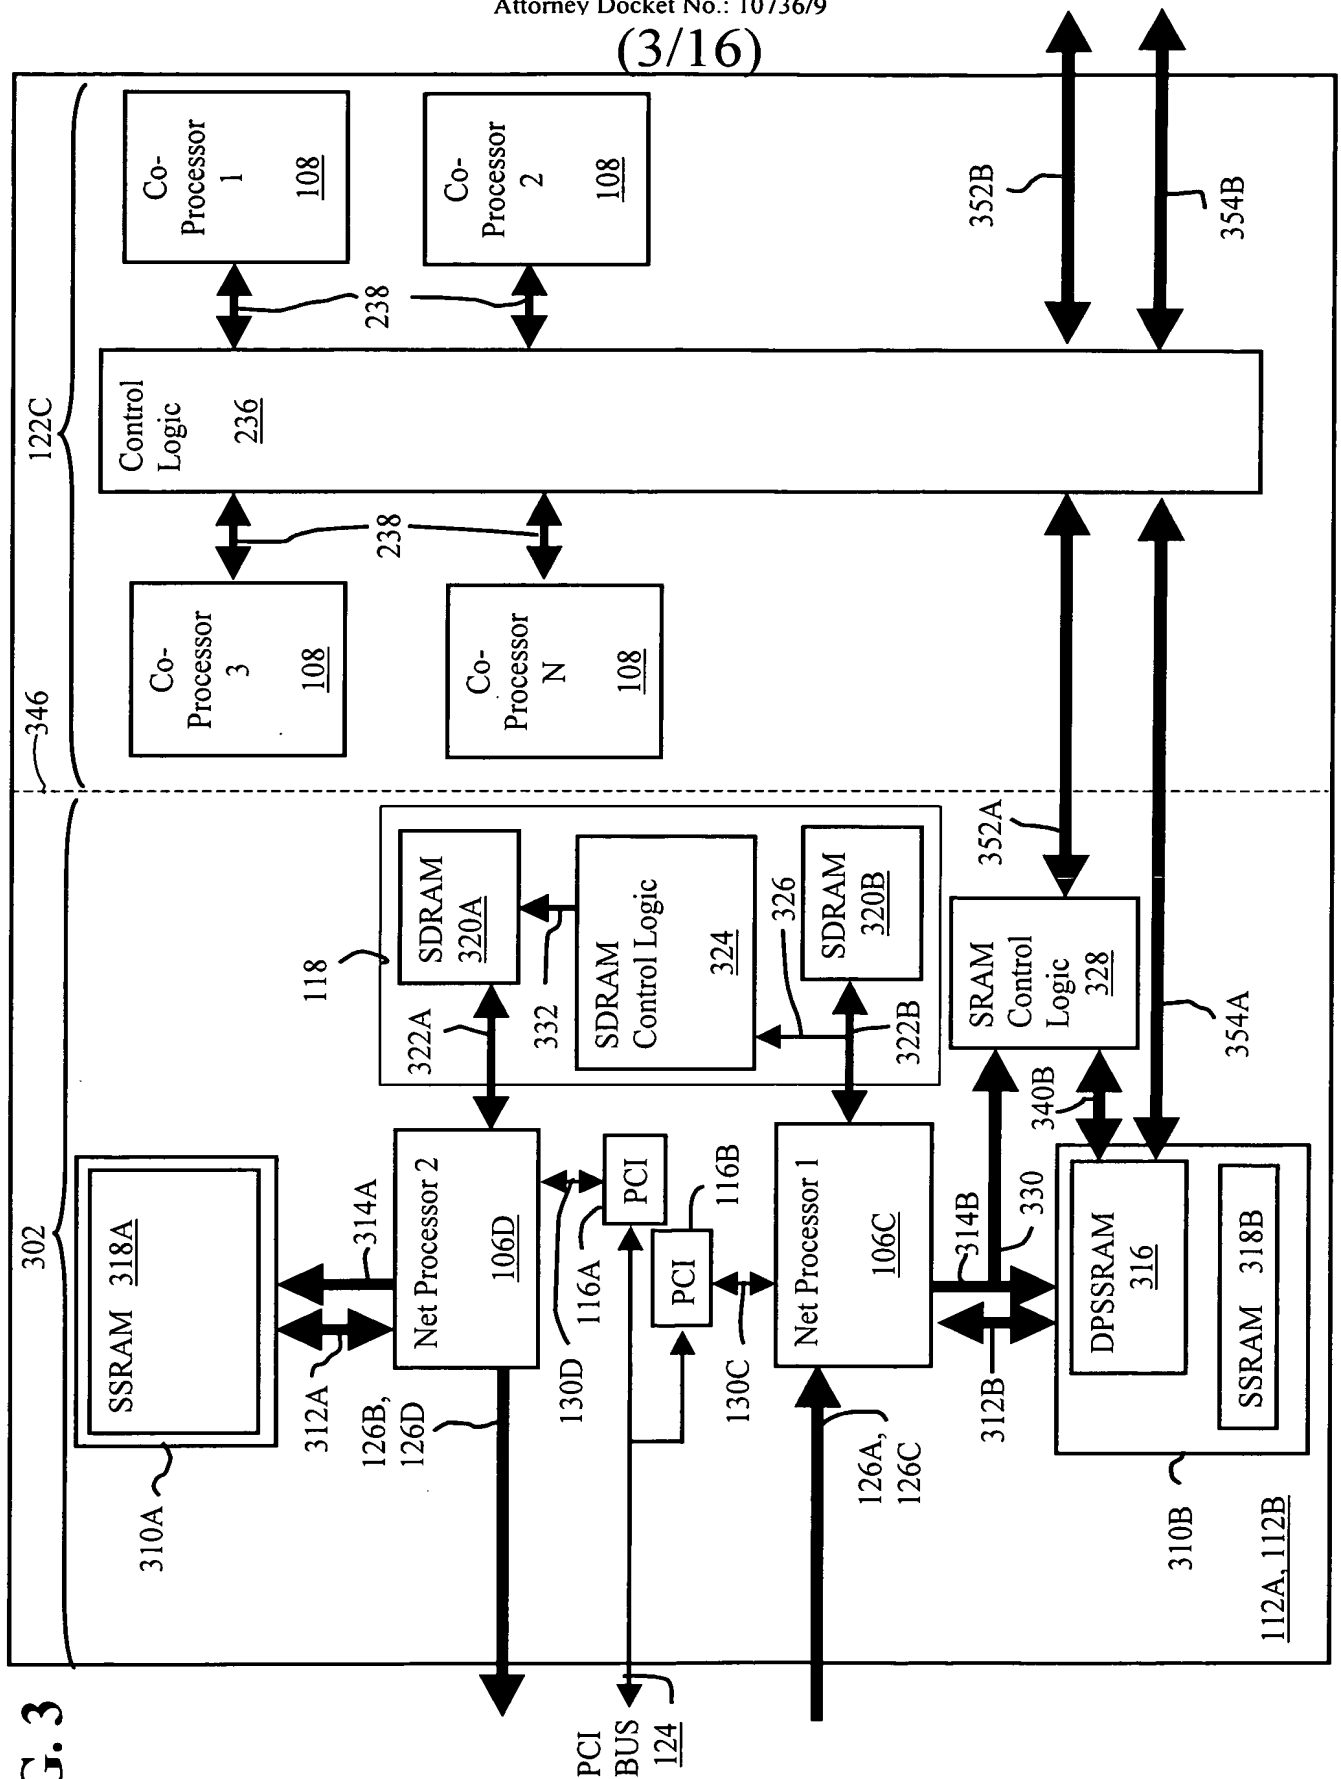 Attorney Docket No.: 10736/9
(3/16)
G. 3
302
346
122C
310A
SSRAM 318A
312A
314A
126B,
126D
Net Processor 2
106D
322A
118
SDRAM
320A
332
SDRAM
Control Logic
324
326
SDRAM
320B
322B
130D
116A
PCI
116B
PCI
130C
PCI
BUS
124
126A,
126C
Net Processor 1
106C
314B
330
312B
310B
DPSSRAM
316
SSRAM 318B
340B
SRAM
Control
Logic
328
352A
354A
112A, 112B
Co-
Processor
3
108
Co-
Processor
N
108
238
Control
Logic
236
238
Co-
Processor
1
108
Co-
Processor
2
108
352B
354B